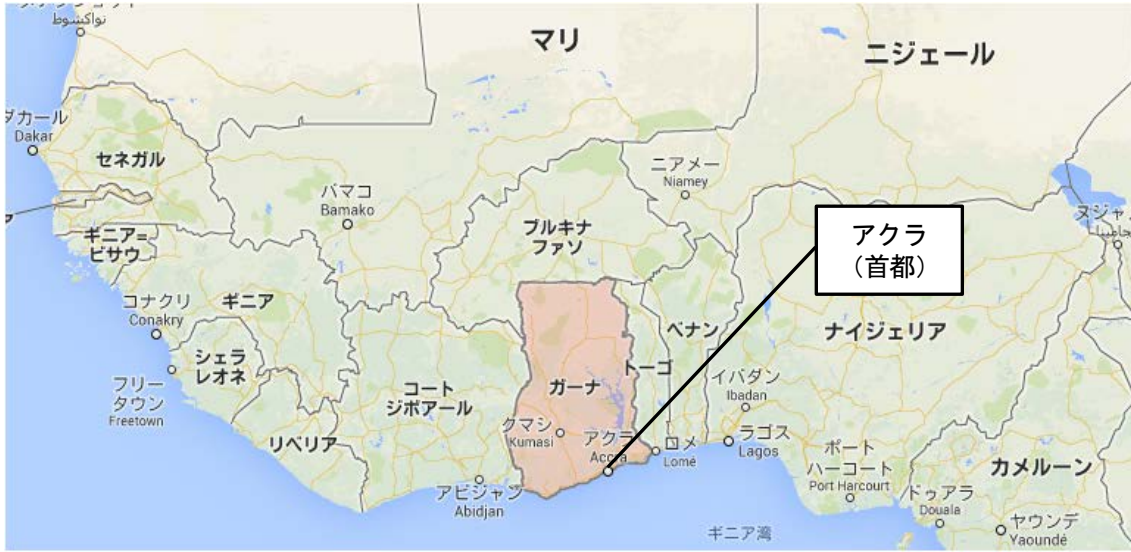 نواكشوط
マリ
ニジェール
ダカール
Dakar
セネガル
バマコ
Bamako
ニアメー
Niamey
ブルキナ
ファソ
アクラ
（首都）
ギニア=
ビサウ
コナクリ
Conakry
ギニア
ベナン
ナイジェリア
シェラ
レオネ
フリー
タウン
Freetown
コート
ジボアール
ガーナ
トーゴ
イバダン
Ibadan
リベリア
クマシ
Kumasi
アクラ
Accra
ロメ
Lomé
ラゴス
Lagos
ポート
ハーコート
Port Harcourt
カメルーン
アビジャン
Abidjan
ドゥアラ
Douala
ヤウンデ
Yaoundé
ギニア湾